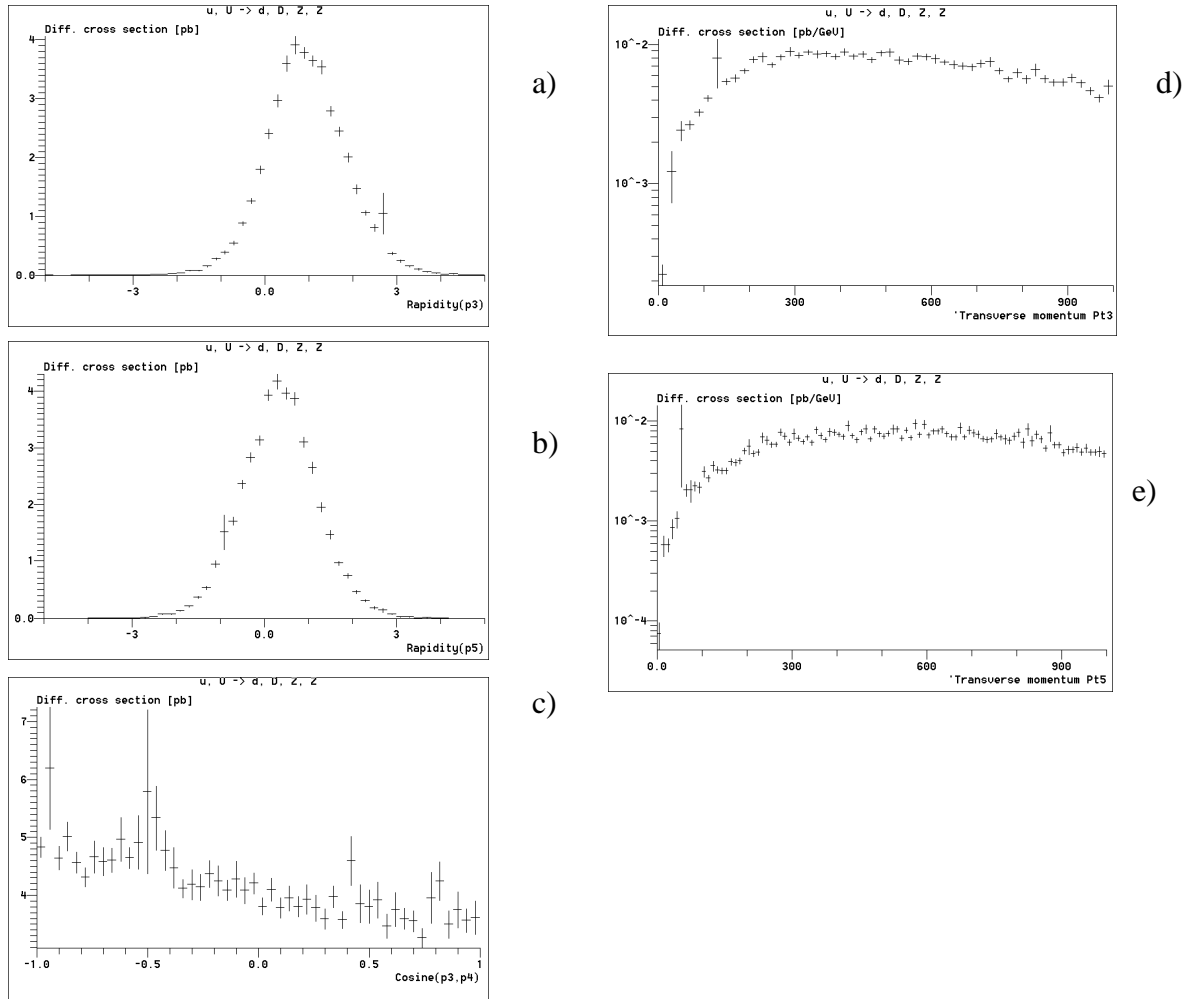 u, U -> d, D, Z, Z
Diff. cross section [pb]
4
3
2
1
0.0
-3
0.0
3
Rapidity(p3)
a)
u, U -> d, D, Z, Z
Diff. cross section [pb]
4
3
2
1
0.0
-3
0.0
3
Rapidity(p5)
b)
u, U -> d, D, Z, Z
Diff. cross section [pb]
7
6
5
4
-1.0
-0.5
0.0
0.5
1
Cosine(p3,p4)
c)
u, U -> d, D, Z, Z
Diff. cross section [pb/GeV]
10^-2
10^-3
0.0
300
600
900
'Transverse momentum Pt3
d)
u, U -> d, D, Z, Z
Diff. cross section [pb/GeV]
10^-2
10^-3
10^-4
0.0
300
600
900
'Transverse momentum Pt5
e)